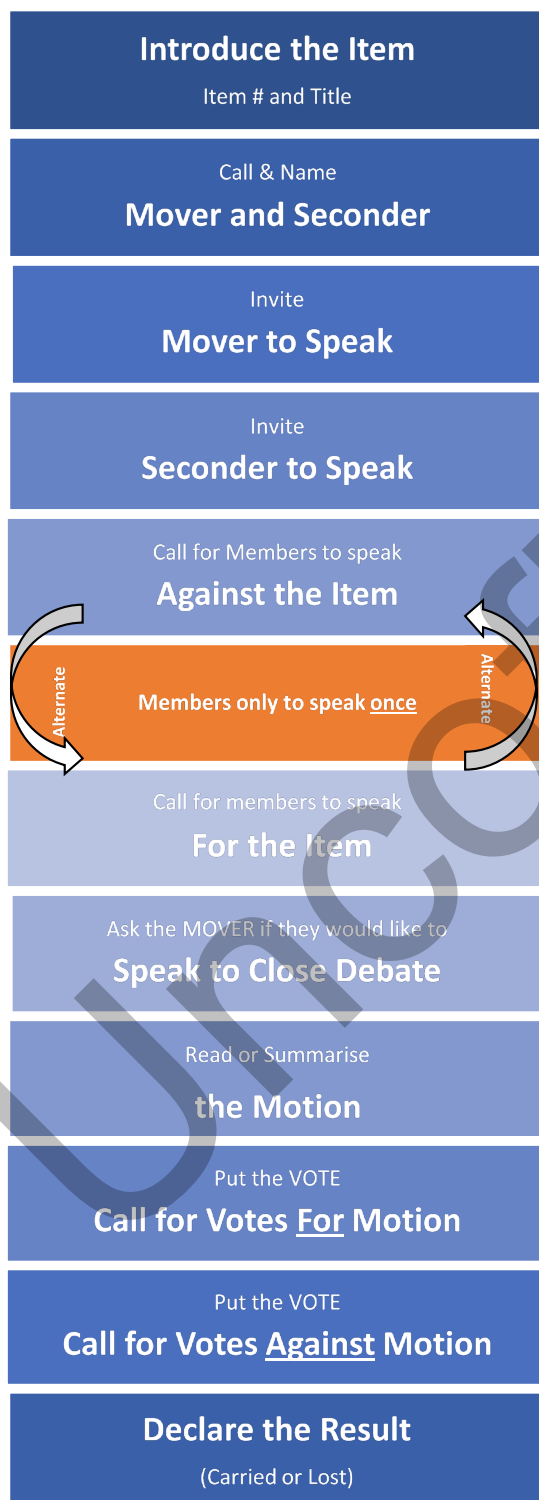 Introduce the Item
Item # and Title
Call & Name
Mover and Seconder
Invite
Mover to Speak
Invite
Seconder to Speak
Call for Members to speak
Against the Item
Alternate
Members only to speak once
Alternate
Call for members to speak
For the Item
Ask the MOVER if they would like to
Speak to Close Debate
Read or Summarise
the Motion
Put the VOTE
Call for Votes For Motion
Put the VOTE
Call for Votes Against Motion
Declare the Result
(Carried or Lost)